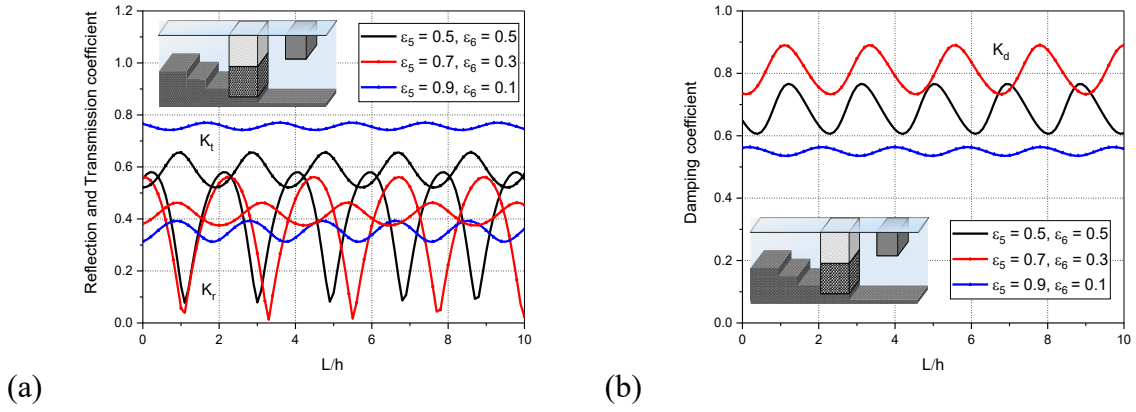 (a)
Reflection and Transmission coefficient
1.2
1.0
0.8
0.6
0.4
0.2
0.0
0 2 4 6 8 10
L/h
ε5 = 0.5, ε6 = 0.5
ε5 = 0.7, ε6 = 0.3
ε5 = 0.9, ε6 = 0.1
Kt
Kr
(b)
Damping coefficient
1.0
0.8
0.6
0.4
0.2
0.0
0 2 4 6 8 10
L/h
Kd
ε5 = 0.5, ε6 = 0.5
ε5 = 0.7, ε6 = 0.3
ε5 = 0.9, ε6 = 0.1